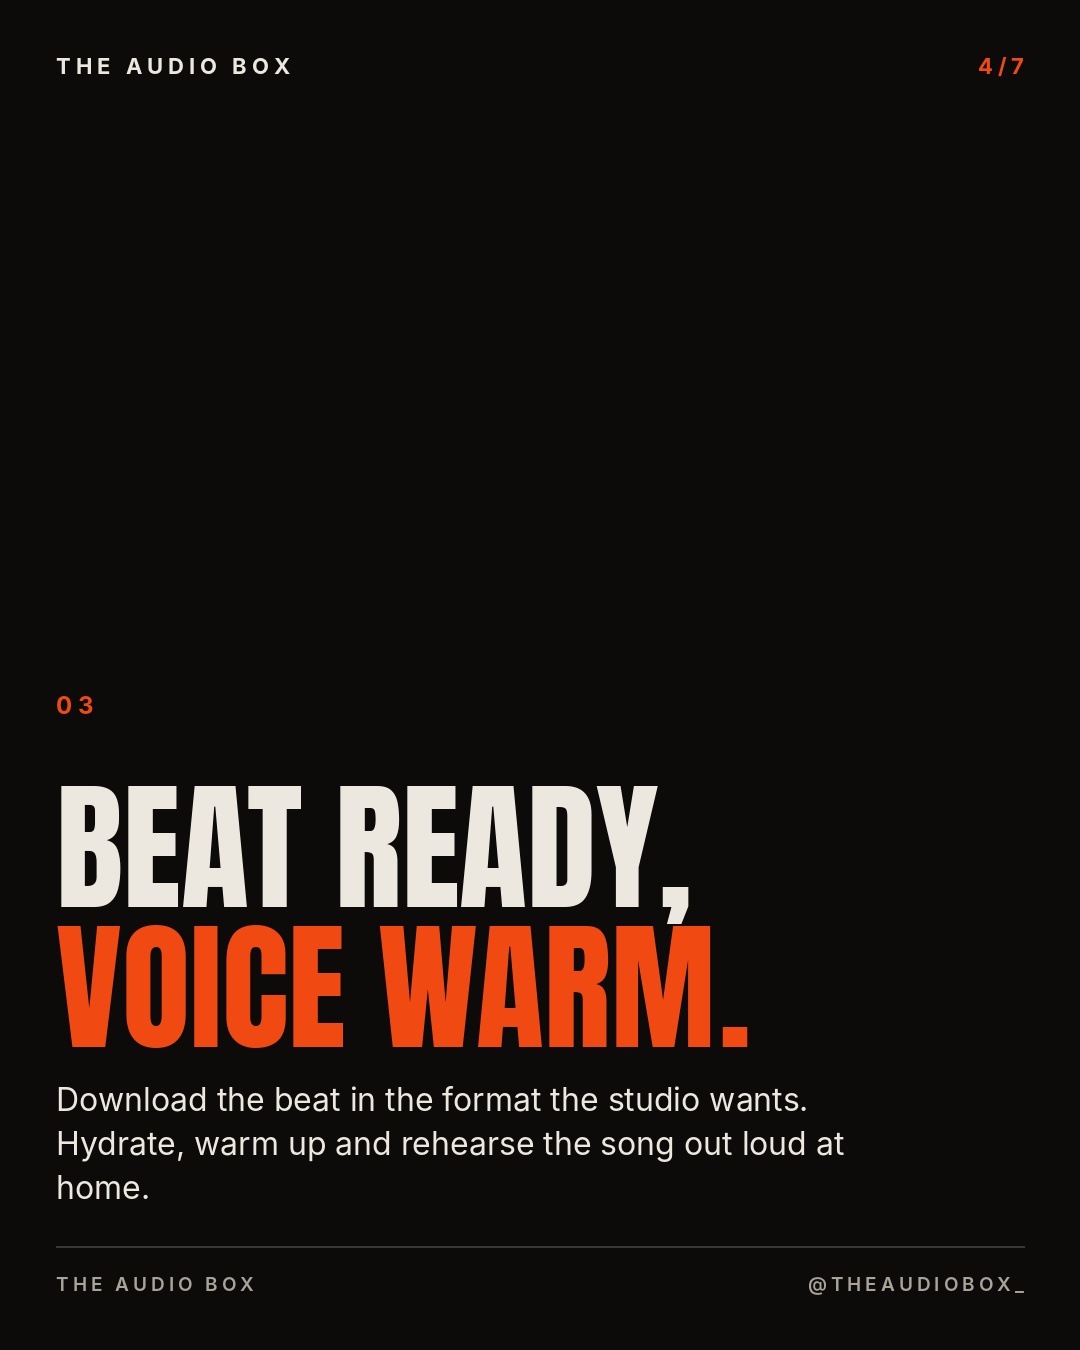 THE AUDIO BOX
4/7
03
BEAT READY,
VOICE WARM.
Download the beat in the format the studio wants.
Hydrate, warm up and rehearse the song out loud at
home.
THE AUDIO BOX
@THEAUDIOBOX_